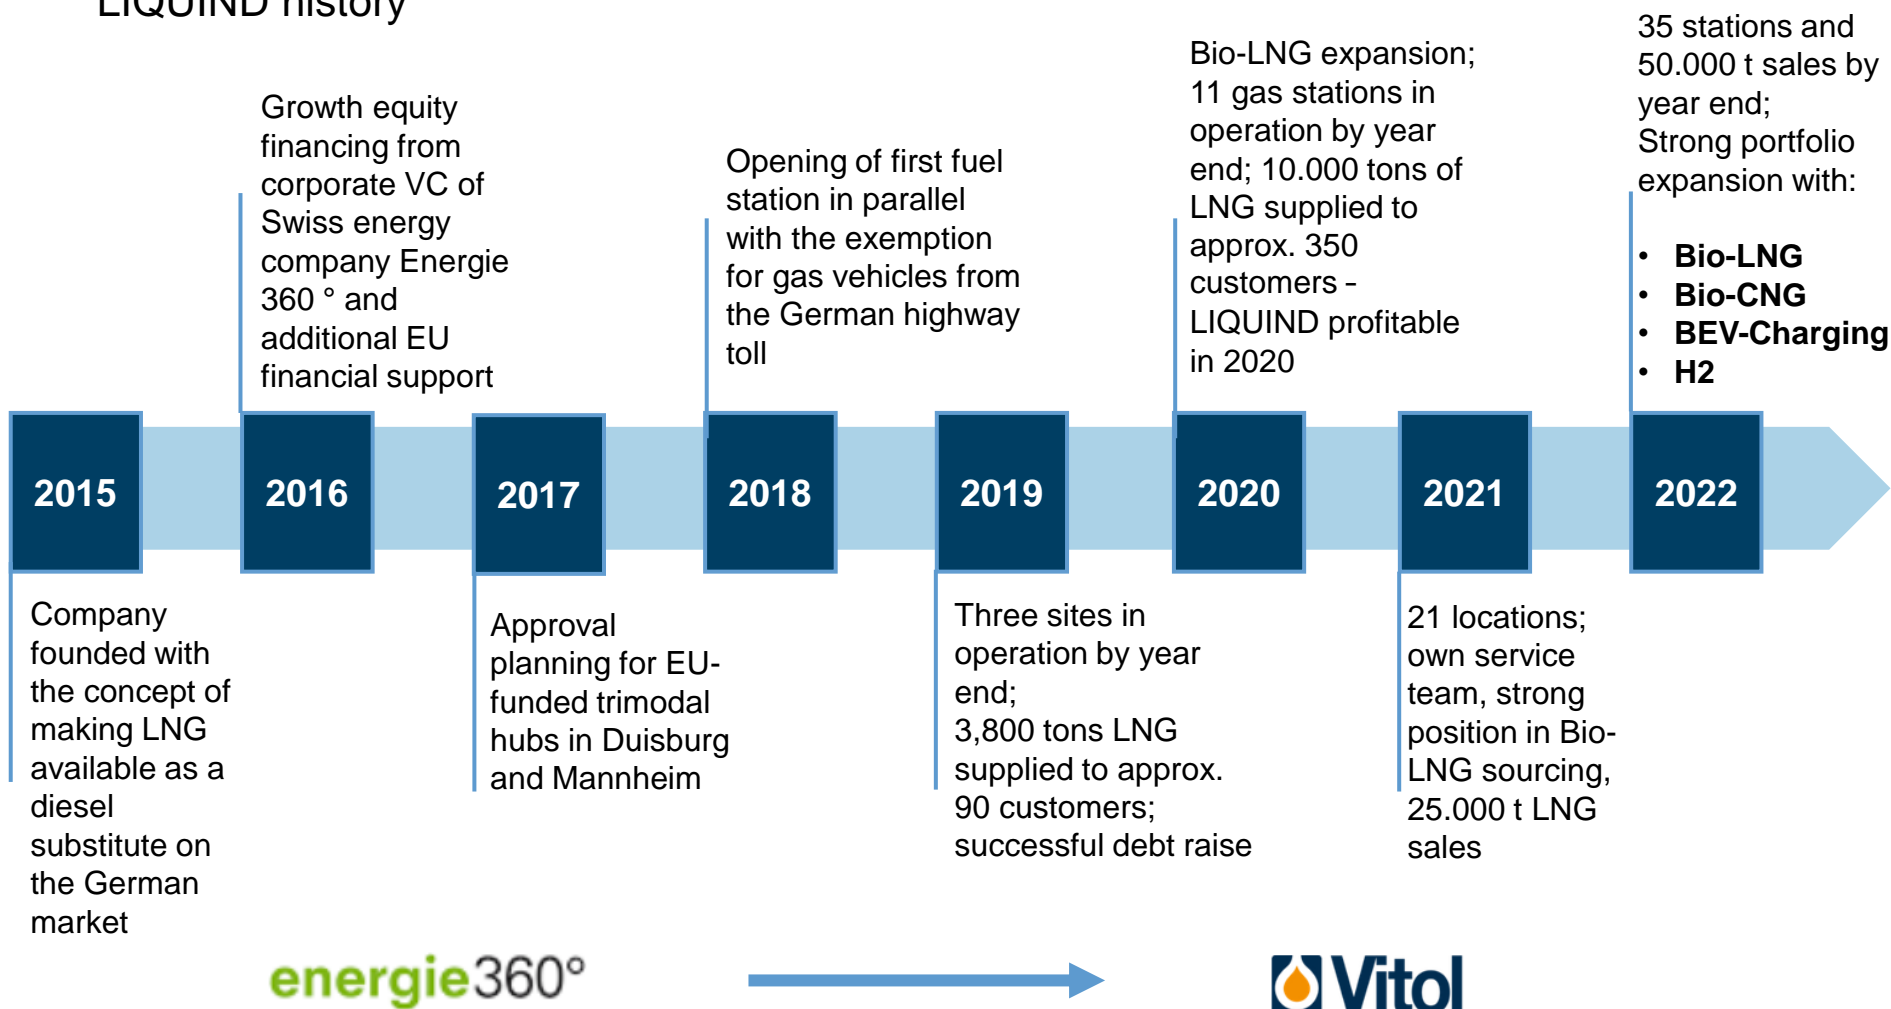 LIQUIND history
Growth equity
financing from
corporate VC of
Swiss energy
company Energie
360 ° and
additional EU
financial support
Opening of first fuel
station in parallel
with the exemption
for gas vehicles from
the German highway
toll
Bio-LNG expansion;
11 gas stations in
operation by year
end; 10.000 tons of
LNG supplied to
approx. 350
customers –
LIQUIND profitable
in 2020
35 stations and
50.000 t sales by
year end;
Strong portfolio
expansion with:
• Bio-LNG
• Bio-CNG
• BEV-Charging
• H2
2015
2016
2017
2018
2019
2020
2021
2022
Company
founded with
the concept of
making LNG
available as a
diesel
substitute on
the German
market
Approval
planning for EU-
funded trimodal
hubs in Duisburg
and Mannheim
Three sites in
operation by year
end;
3,800 tons LNG
supplied to approx.
90 customers;
successful debt raise
21 locations;
own service
team, strong
position in Bio-
LNG sourcing,
25.000 t LNG
sales
energie360°
Vitol